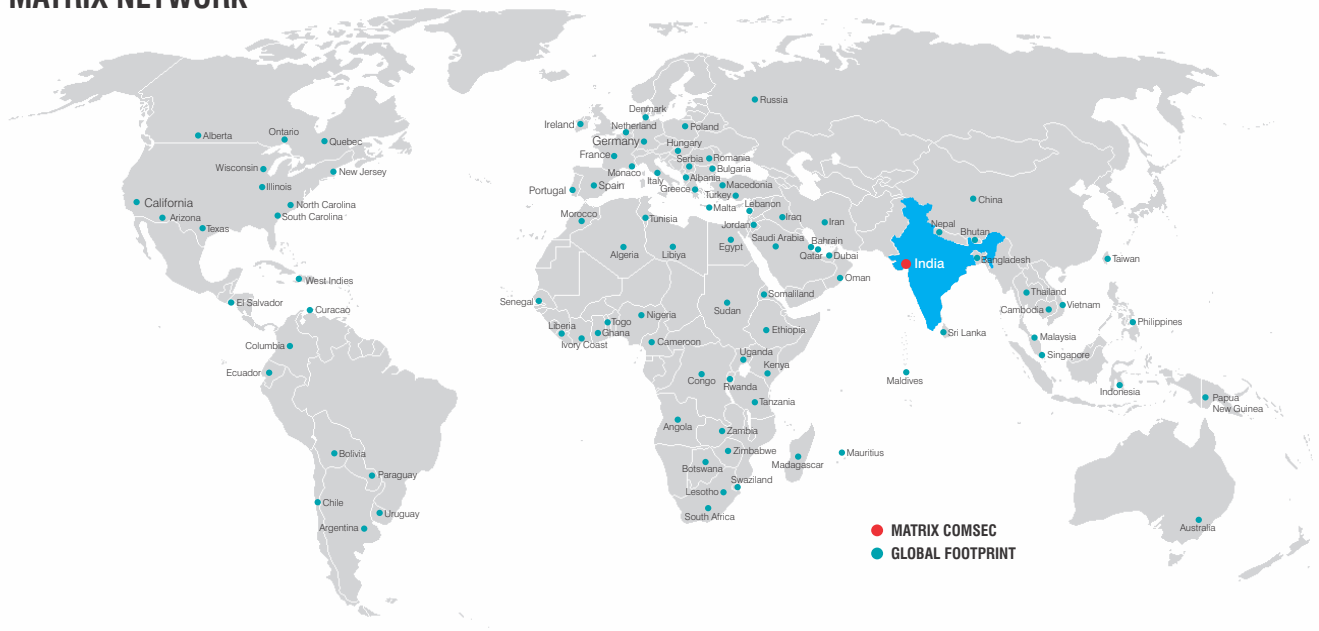 MATRIX NETWORK
Alberta
Ontario
Quebec
Wisconsin
New Jersey
Illinois
California
North Carolina
Arizona
South Carolina
Texas
West Indies
El Salvador
Curacao
Columbia
Ecuador
Bolivia
Paraguay
Chile
Uruguay
Argentina
Russia
Denmark
Ireland
Netherland
Poland
Germany
Hungary
France
Serbia
Romania
Monaco
Bulgaria
Italy
Albania
Portugal
Spain
Greece
Macedonia
Turkey
Malta
Lebanon
Morocco
Tunisia
Jordan
Iraq
Iran
Algeria
Libiya
Egypt
Saudi Arabia
Bahrain
Qatar
Dubai
Oman
Senegal
Somaliland
Sudan
Liberia
Togo
Nigeria
Ghana
Ivory Coast
Cameroon
Ethiopia
Uganda
Kenya
Congo
Rwanda
Tanzania
Angola
Zambia
Zimbabwe
Botswana
Madagascar
Mauritius
Swaziland
Lesotho
South Africa
China
Nepal
Bhutan
India
Bangladesh
Taiwan
Thailand
Cambodia
Vietnam
Philippines
Sri Lanka
Malaysia
Singapore
Maldives
Indonesia
Papua
New Guinea
Australia
MATRIX COMSEC
GLOBAL FOOTPRINT